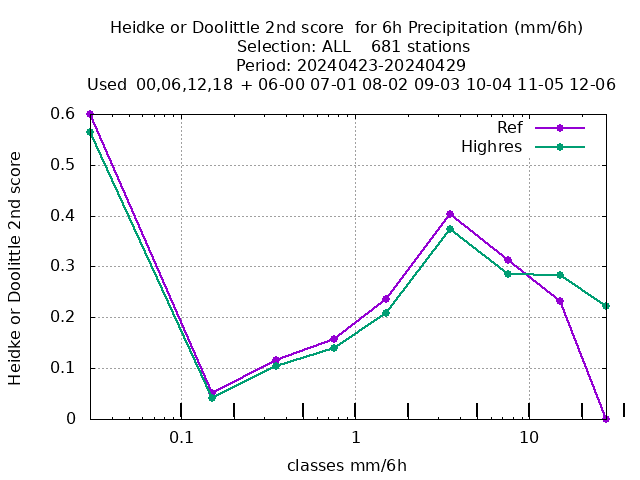 Heidke or Doolittle 2nd score  for 6h Precipitation (mm/6h)
Selection: ALL    681 stations
Period: 20240423-20240429
Used  00,06,12,18  + 06-00 07-01 08-02 09-03 10-04 11-05 12-06
Heidke or Doolittle 2nd score
0.6
0.5
0.4
0.3
0.2
0.1
0
Ref
Highres
0.1
1
10
classes mm/6h